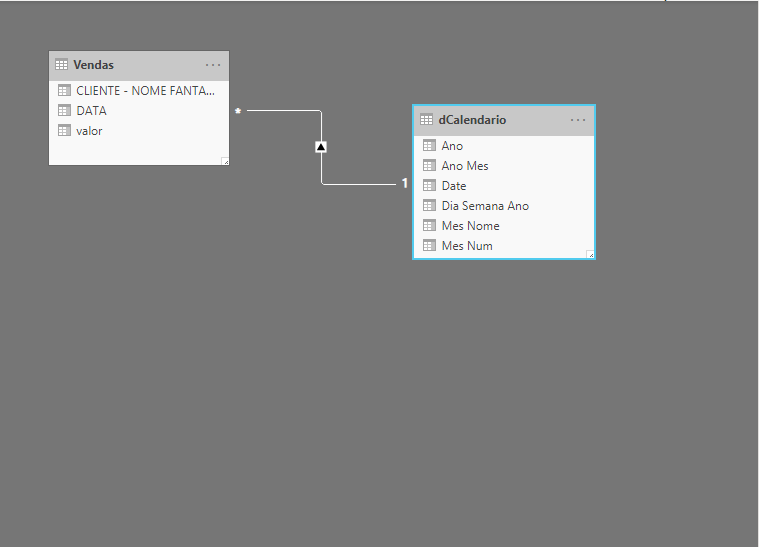 Vendas
CLIENTE - NOME FANTA...
DATA
valor
*
1
dCalendario
Ano
Ano Mes
Date
Dia Semana Ano
Mes Nome
Mes Num